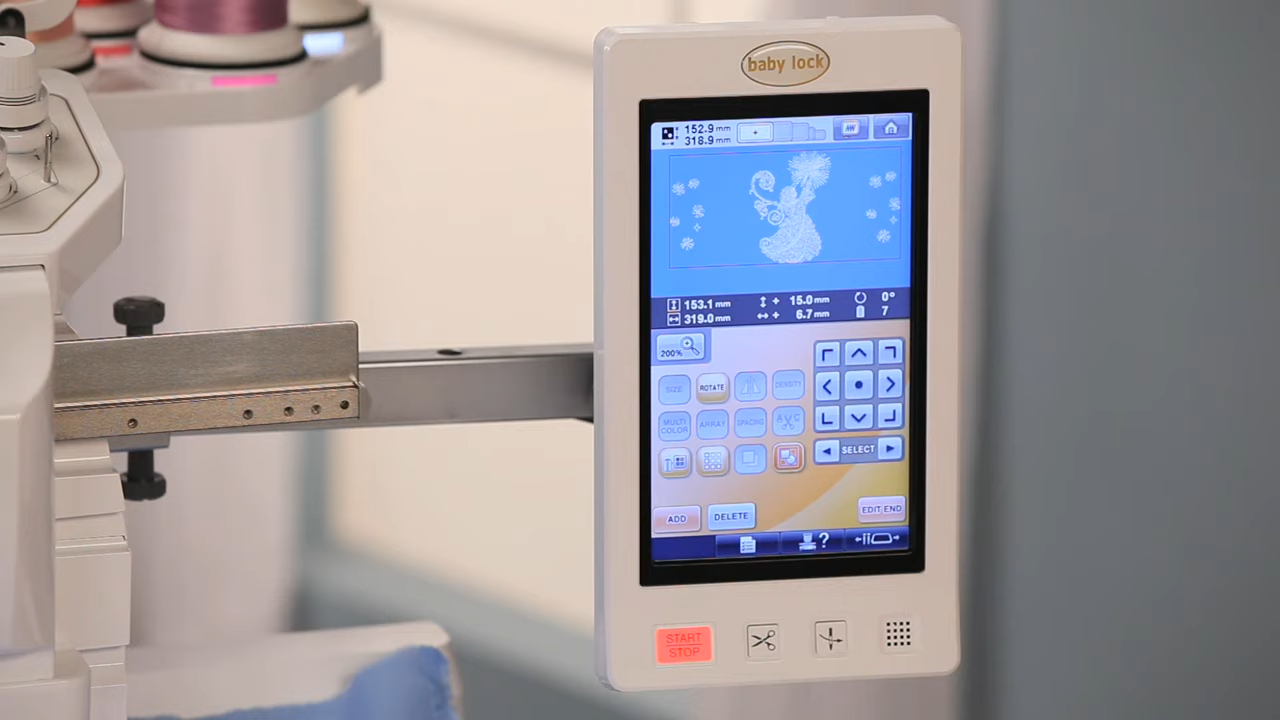 baby lock
152.9 mm
318.9 mm
153.1 mm
319.0 mm
+ 15.0 mm
+ 6.7 mm
0°
7
200%
SIZE
ROTATE
DENSITY
MULTI
COLOR
ARRAY
SPACING
SELECT
ADD
DELETE
EDIT END
?
START
STOP